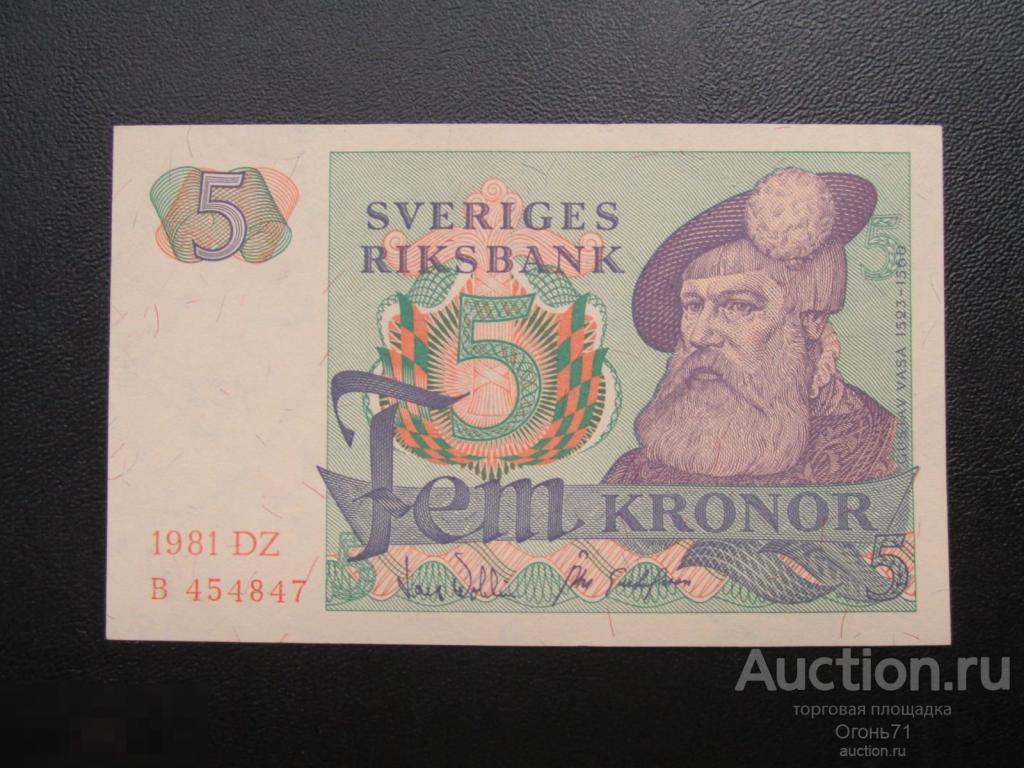 5
SVERIGES
RIKSBANK
5
5
GUSTAV VASA 1523-1560
Fem KRONOR
1981 DZ
B 454847
5
5
Auction.ru
торговая площадка
Огонь71
auction.ru